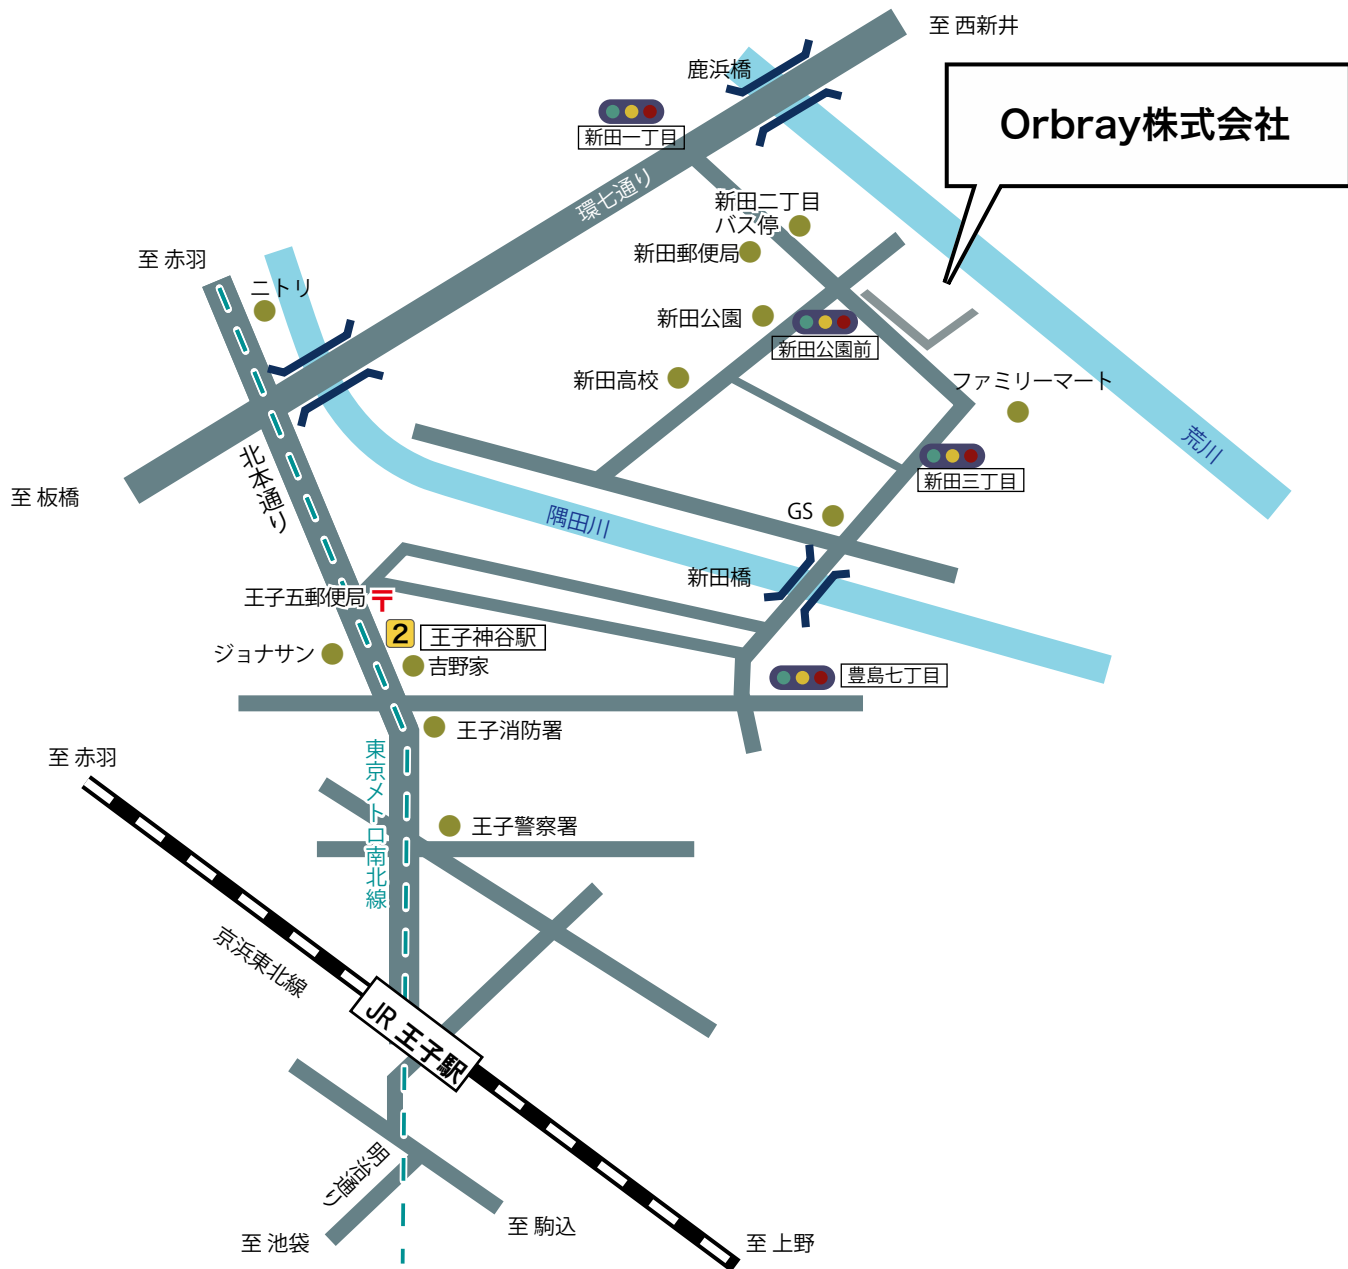 至 西新井
鹿浜橋
Orbray株式会社
新田一丁目
環七通り
新田二丁目
バス停
新田郵便局
至 赤羽
ニトリ
新田公園
新田公園前
新田高校
ファミリーマート
荒川
北本通り
新田三丁目
至 板橋
GS
隅田川
新田橋
王子五郵便局
〒
2
王子神谷駅
ジョナサン
吉野家
豊島七丁目
王子消防署
東京メトロ南北線
至 赤羽
王子警察署
京浜東北線
JR 王子駅
明治通り
至 駒込
至 池袋
至 上野